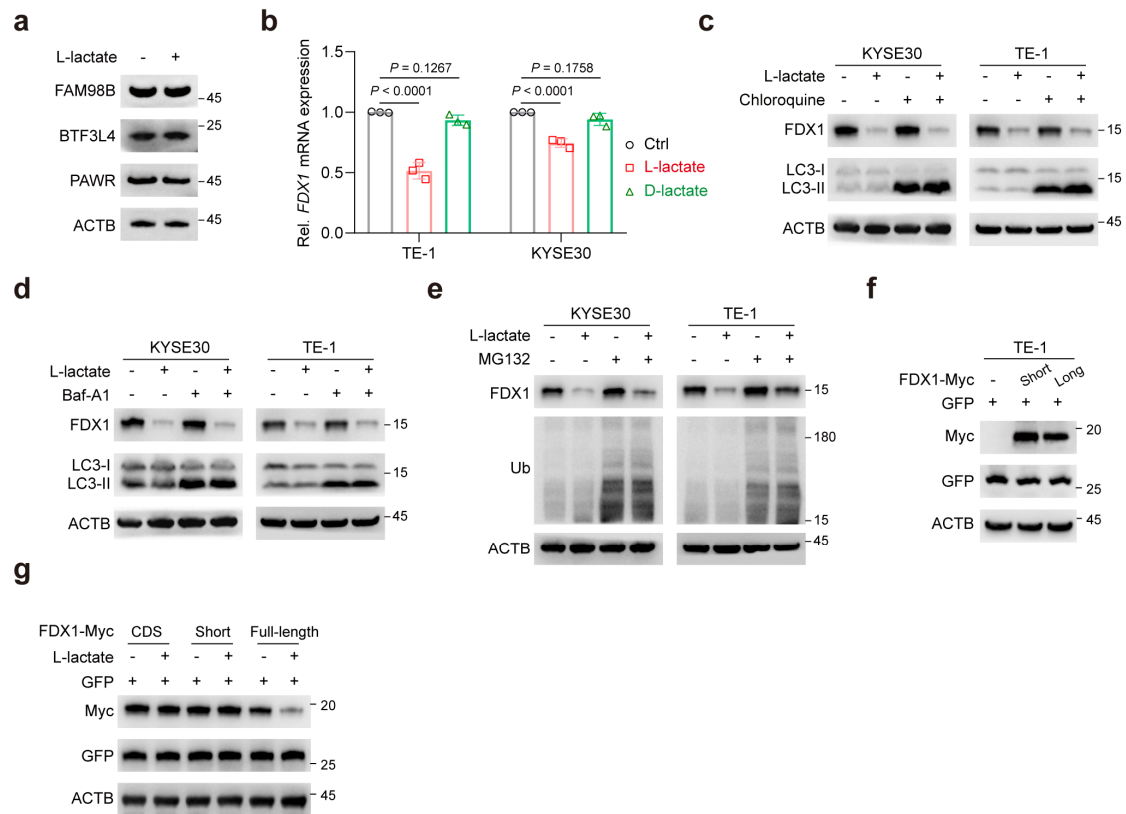 a
L-lactate - +
FAM98B 45
BTF3L4 25
PAWR 45
ACTB 45
b
Rel. FDX1 mRNA expression
1.5
1.0
0.5
0.0
P = 0.1267
P < 0.0001
P = 0.1758
P < 0.0001
TE-1 KYSE30
Ctrl
L-lactate
D-lactate
c
KYSE30 TE-1
L-lactate - + - + - + - +
Chloroquine - - + + - - + +
FDX1 15
LC3-I
LC3-II 15
ACTB 45
d
KYSE30 TE-1
L-lactate - + - + - + - +
Baf-A1 - - + + - - + +
FDX1 15
LC3-I
LC3-II 15
ACTB 45
e
KYSE30 TE-1
L-lactate - + - + - + - +
MG132 - - + + - - + +
FDX1 15
180
Ub
15
ACTB 45
f
TE-1
FDX1-Myc - Short Long
GFP + + +
Myc 20
GFP 25
ACTB 45
g
FDX1-Myc CDS Short Full-length
L-lactate - + - + - +
GFP + + + + + +
Myc 20
GFP 25
ACTB 45